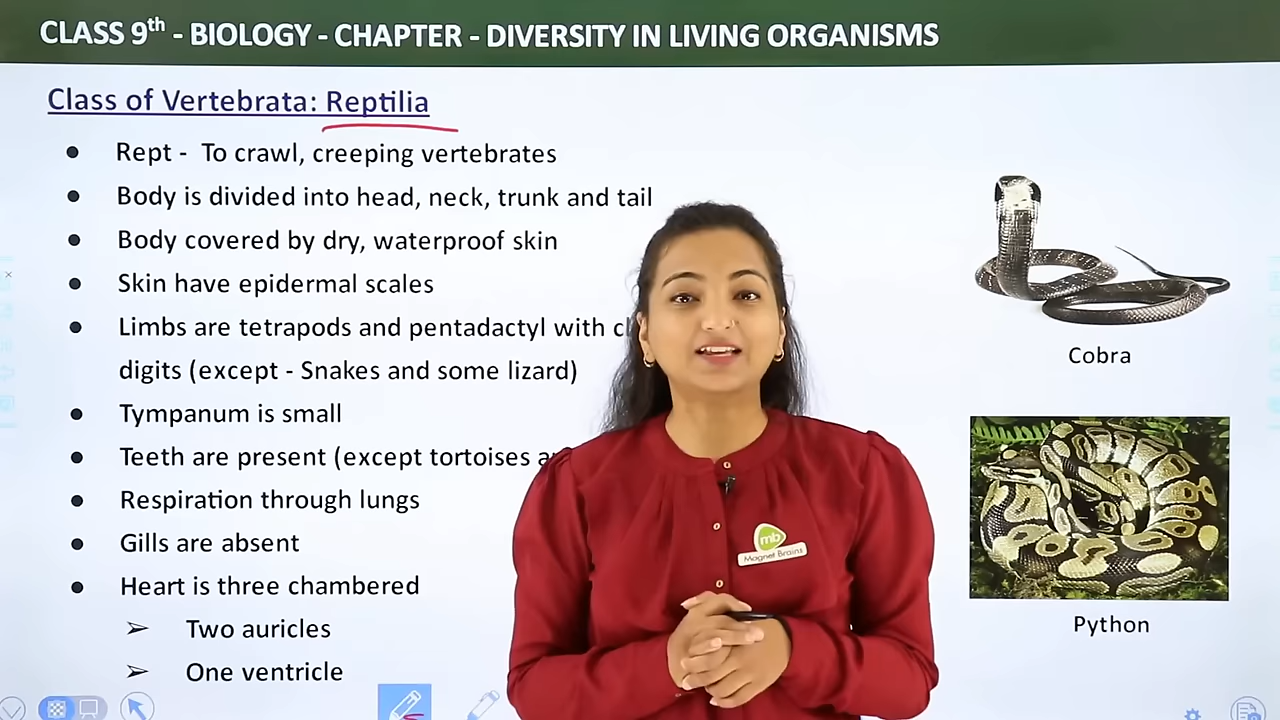 CLASS 9th - BIOLOGY - CHAPTER - DIVERSITY IN LIVING ORGANISMS
Class of Vertebrata: Reptilia
● Rept - To crawl, creeping vertebrates
● Body is divided into head, neck, trunk and tail
● Body covered by dry, waterproof skin
● Skin have epidermal scales
● Limbs are tetrapods and pentadactyl with
digits (except - Snakes and some lizard)
● Tympanum is small
● Teeth are present (except tortoises
● Respiration through lungs
● Gills are absent
● Heart is three chambered
➢ Two auricles
➢ One ventricle
Cobra
Python
mb
Magnet Brains